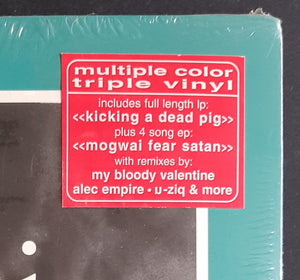 multiple color
triple vinyl
includes full length lp:
«kicking a dead pig»
plus 4 song ep:
«mogwai fear satan»
with remixes by:
my bloody valentine
alec empire • µ-ziq & more